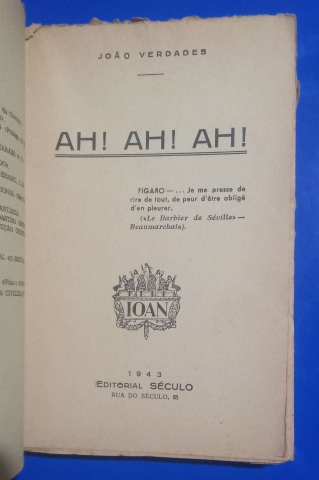 JOÃO VERDADES
AH! AH! AH!
FIGARO — ... Je me presse de
rire de tout, de peur d'être obligé
d'en pleurer.
(«Le Barbier de Séville» —
Beaumarchais).
IOAN
1943
Editorial SÉCULO
RUA DO SÉCULO, 63